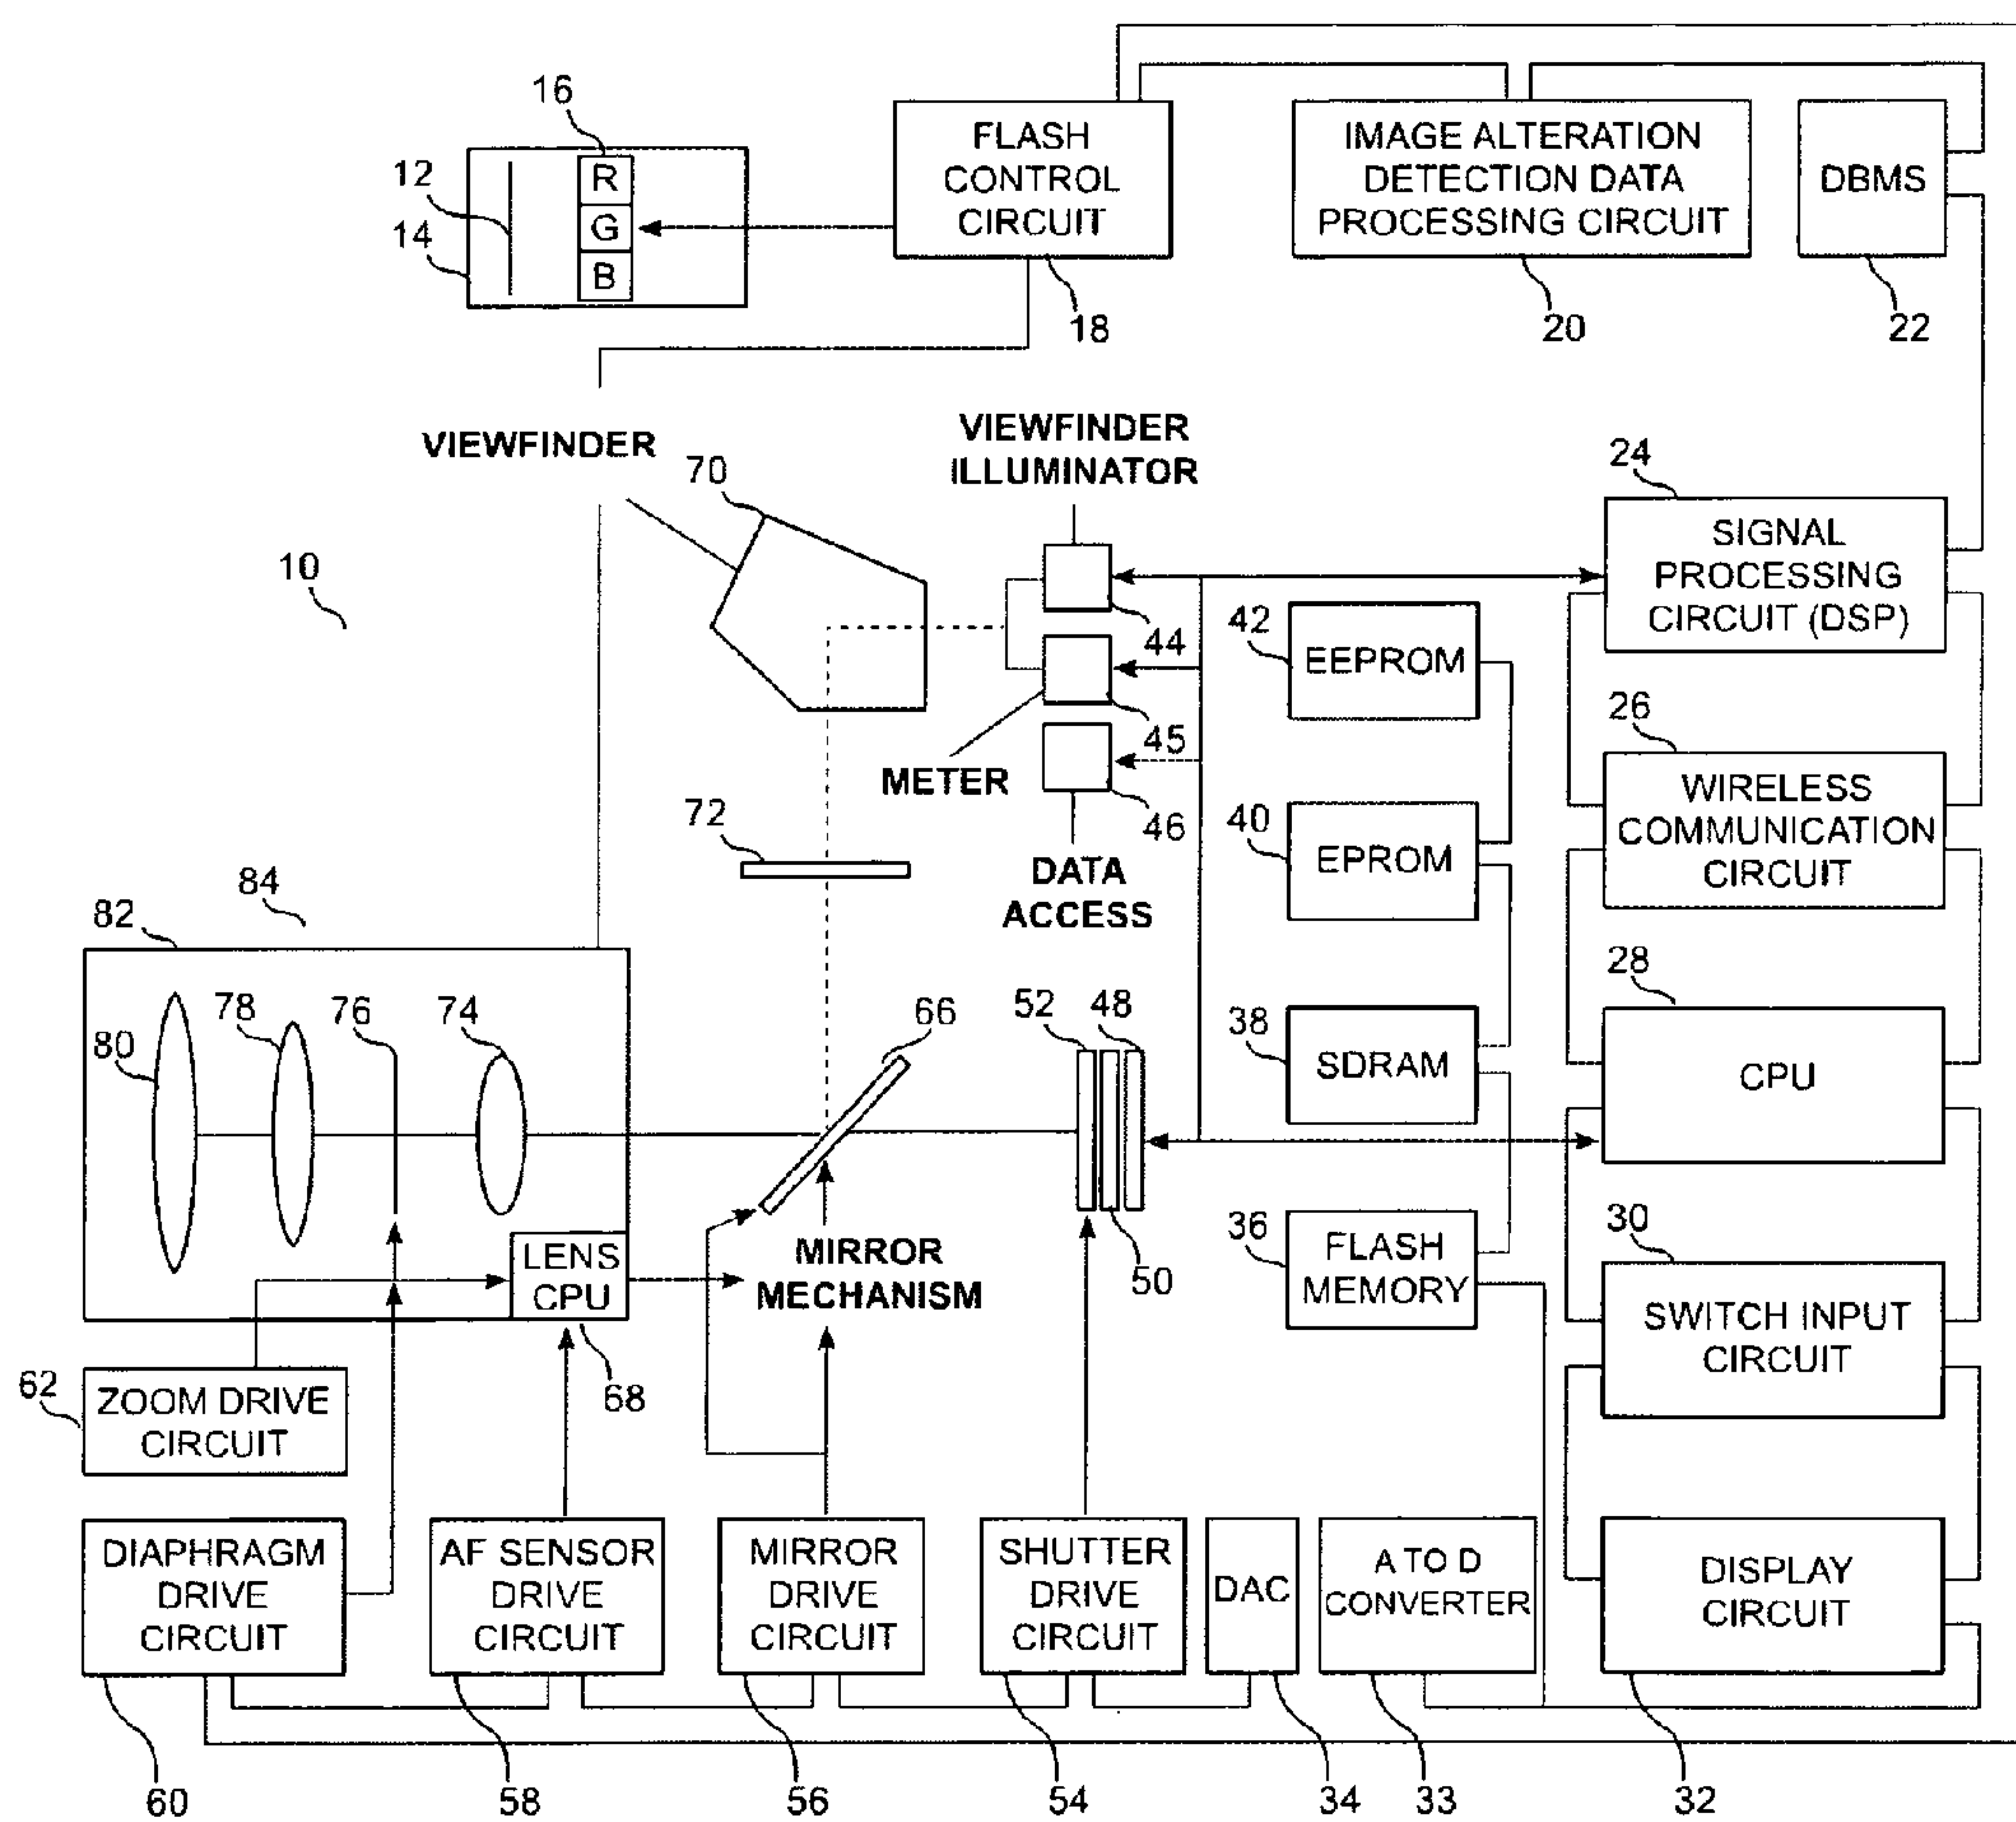 16
R
G
B
12
14
FLASH
CONTROL
CIRCUIT
18
IMAGE ALTERATION
DETECTION DATA
PROCESSING CIRCUIT
20
DBMS
22
VIEWFINDER
70
VIEWFINDER
ILLUMINATOR
44
45
METER
46
DATA
ACCESS
10
72
24
SIGNAL
PROCESSING
CIRCUIT (DSP)
42
EEPROM
26
WIRELESS
COMMUNICATION
CIRCUIT
40
EPROM
84
82
80
78
76
74
66
52
48
50
28
CPU
38
SDRAM
LENS
CPU
68
MIRROR
MECHANISM
36
FLASH
MEMORY
30
SWITCH INPUT
CIRCUIT
62
ZOOM DRIVE
CIRCUIT
DIAPHRAGM
DRIVE
CIRCUIT
60
AF SENSOR
DRIVE
CIRCUIT
58
MIRROR
DRIVE
CIRCUIT
56
SHUTTER
DRIVE
CIRCUIT
54
DAC
34
A TO D
CONVERTER
33
DISPLAY
CIRCUIT
32